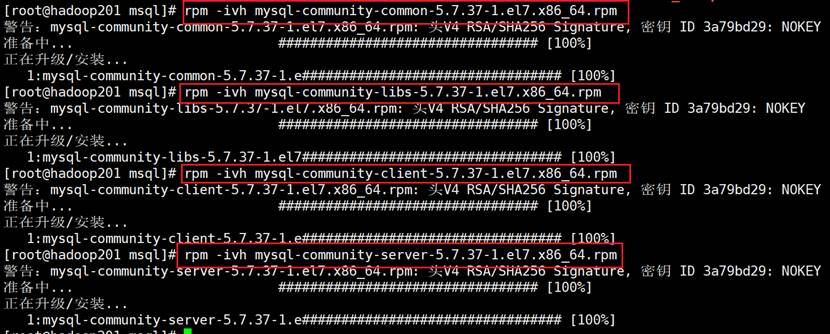 [root@hadoop201 msql]# rpm -ivh mysql-community-common-5.7.37-1.el7.x86_64.rpm
警告：mysql-community-common-5.7.37-1.el7.x86_64.rpm: 头V4 RSA/SHA256 Signature, 密钥 ID 3a79bd29: NOKEY
准备中... ################################# [100%]
正在升级/安装...
1:mysql-community-common-5.7.37-1.e################################# [100%]
[root@hadoop201 msql]# rpm -ivh mysql-community-libs-5.7.37-1.el7.x86_64.rpm
警告：mysql-community-libs-5.7.37-1.el7.x86_64.rpm: 头V4 RSA/SHA256 Signature, 密钥 ID 3a79bd29: NOKEY
准备中... ################################# [100%]
正在升级/安装...
1:mysql-community-libs-5.7.37-1.el7################################# [100%]
[root@hadoop201 msql]# rpm -ivh mysql-community-client-5.7.37-1.el7.x86_64.rpm
警告：mysql-community-client-5.7.37-1.el7.x86_64.rpm: 头V4 RSA/SHA256 Signature, 密钥 ID 3a79bd29: NOKEY
准备中... ################################# [100%]
正在升级/安装...
1:mysql-community-client-5.7.37-1.e################################# [100%]
[root@hadoop201 msql]# rpm -ivh mysql-community-server-5.7.37-1.el7.x86_64.rpm
警告：mysql-community-server-5.7.37-1.el7.x86_64.rpm: 头V4 RSA/SHA256 Signature, 密钥 ID 3a79bd29: NOKEY
准备中... ################################# [100%]
正在升级/安装...
1:mysql-community-server-5.7.37-1.e################################# [100%]
[root@hadoop201 msql]#